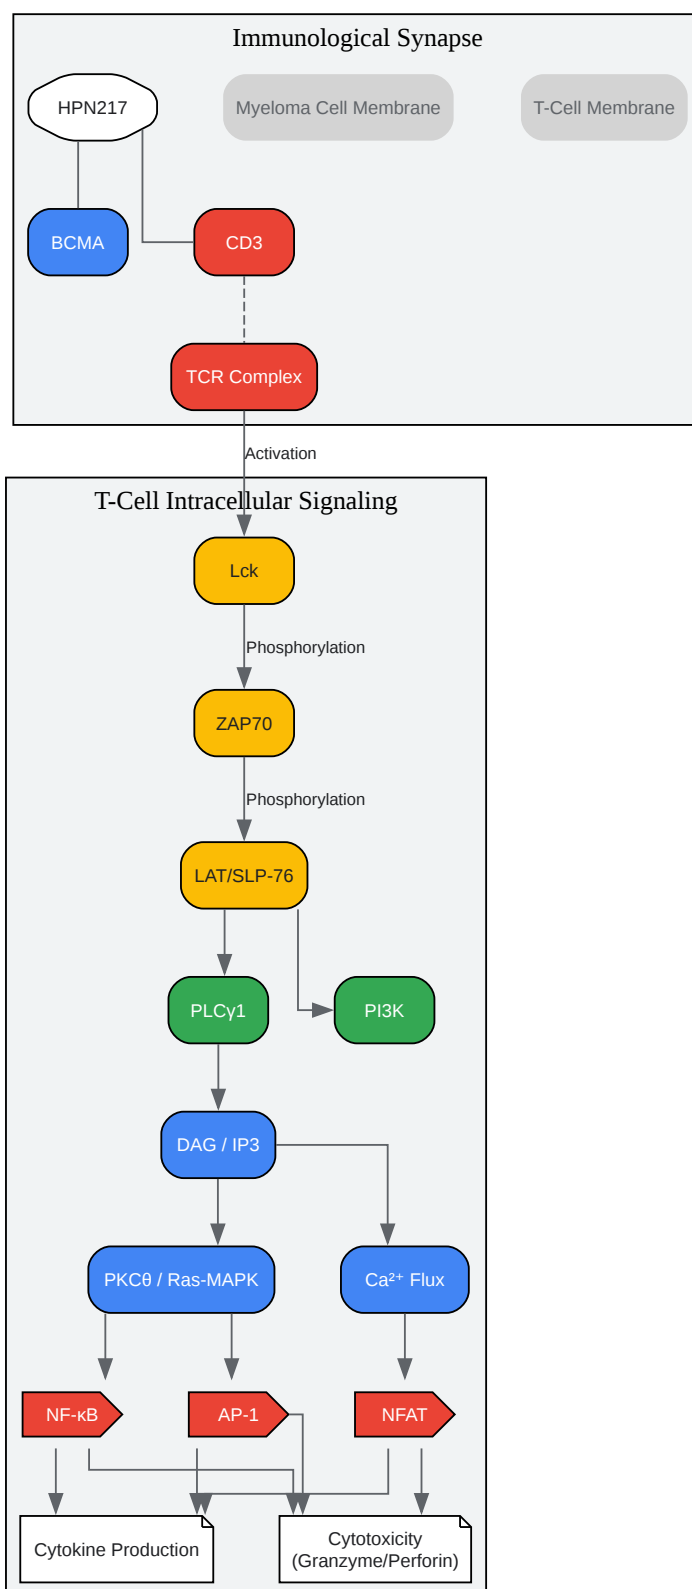 Immunological Synapse
HPN217
Myeloma Cell Membrane
T-Cell Membrane
BCMA
CD3
TCR Complex
Activation
T-Cell Intracellular Signaling
Lck
Phosphorylation
ZAP70
Phosphorylation
LAT/SLP-76
PLCγ1
PI3K
DAG / IP3
PKCθ / Ras-MAPK
Ca²⁺ Flux
NF-κB
AP-1
NFAT
Cytokine Production
Cytotoxicity
(Granzyme/Perforin)